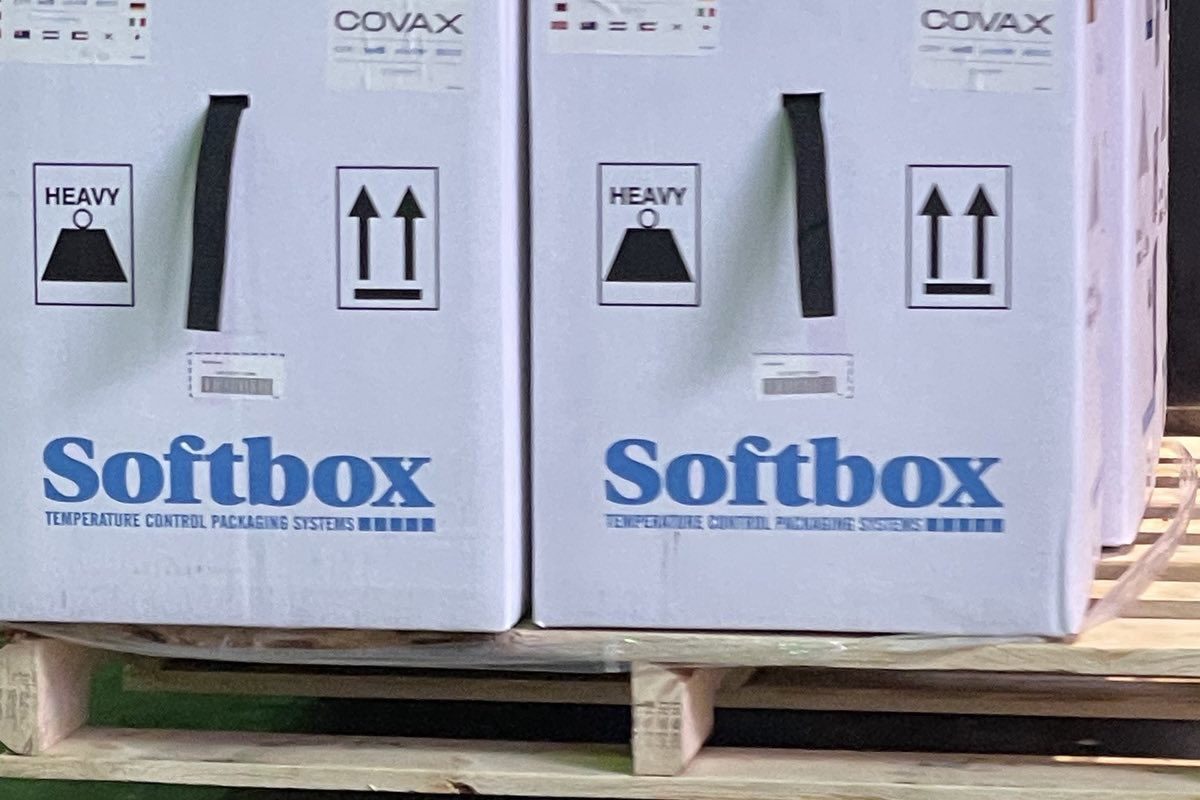 COVAX
COVAX
HEAVY
HEAVY
Softbox
TEMPERATURE CONTROL PACKAGING SYSTEMS
Softbox
TEMPERATURE CONTROL PACKAGING SYSTEMS